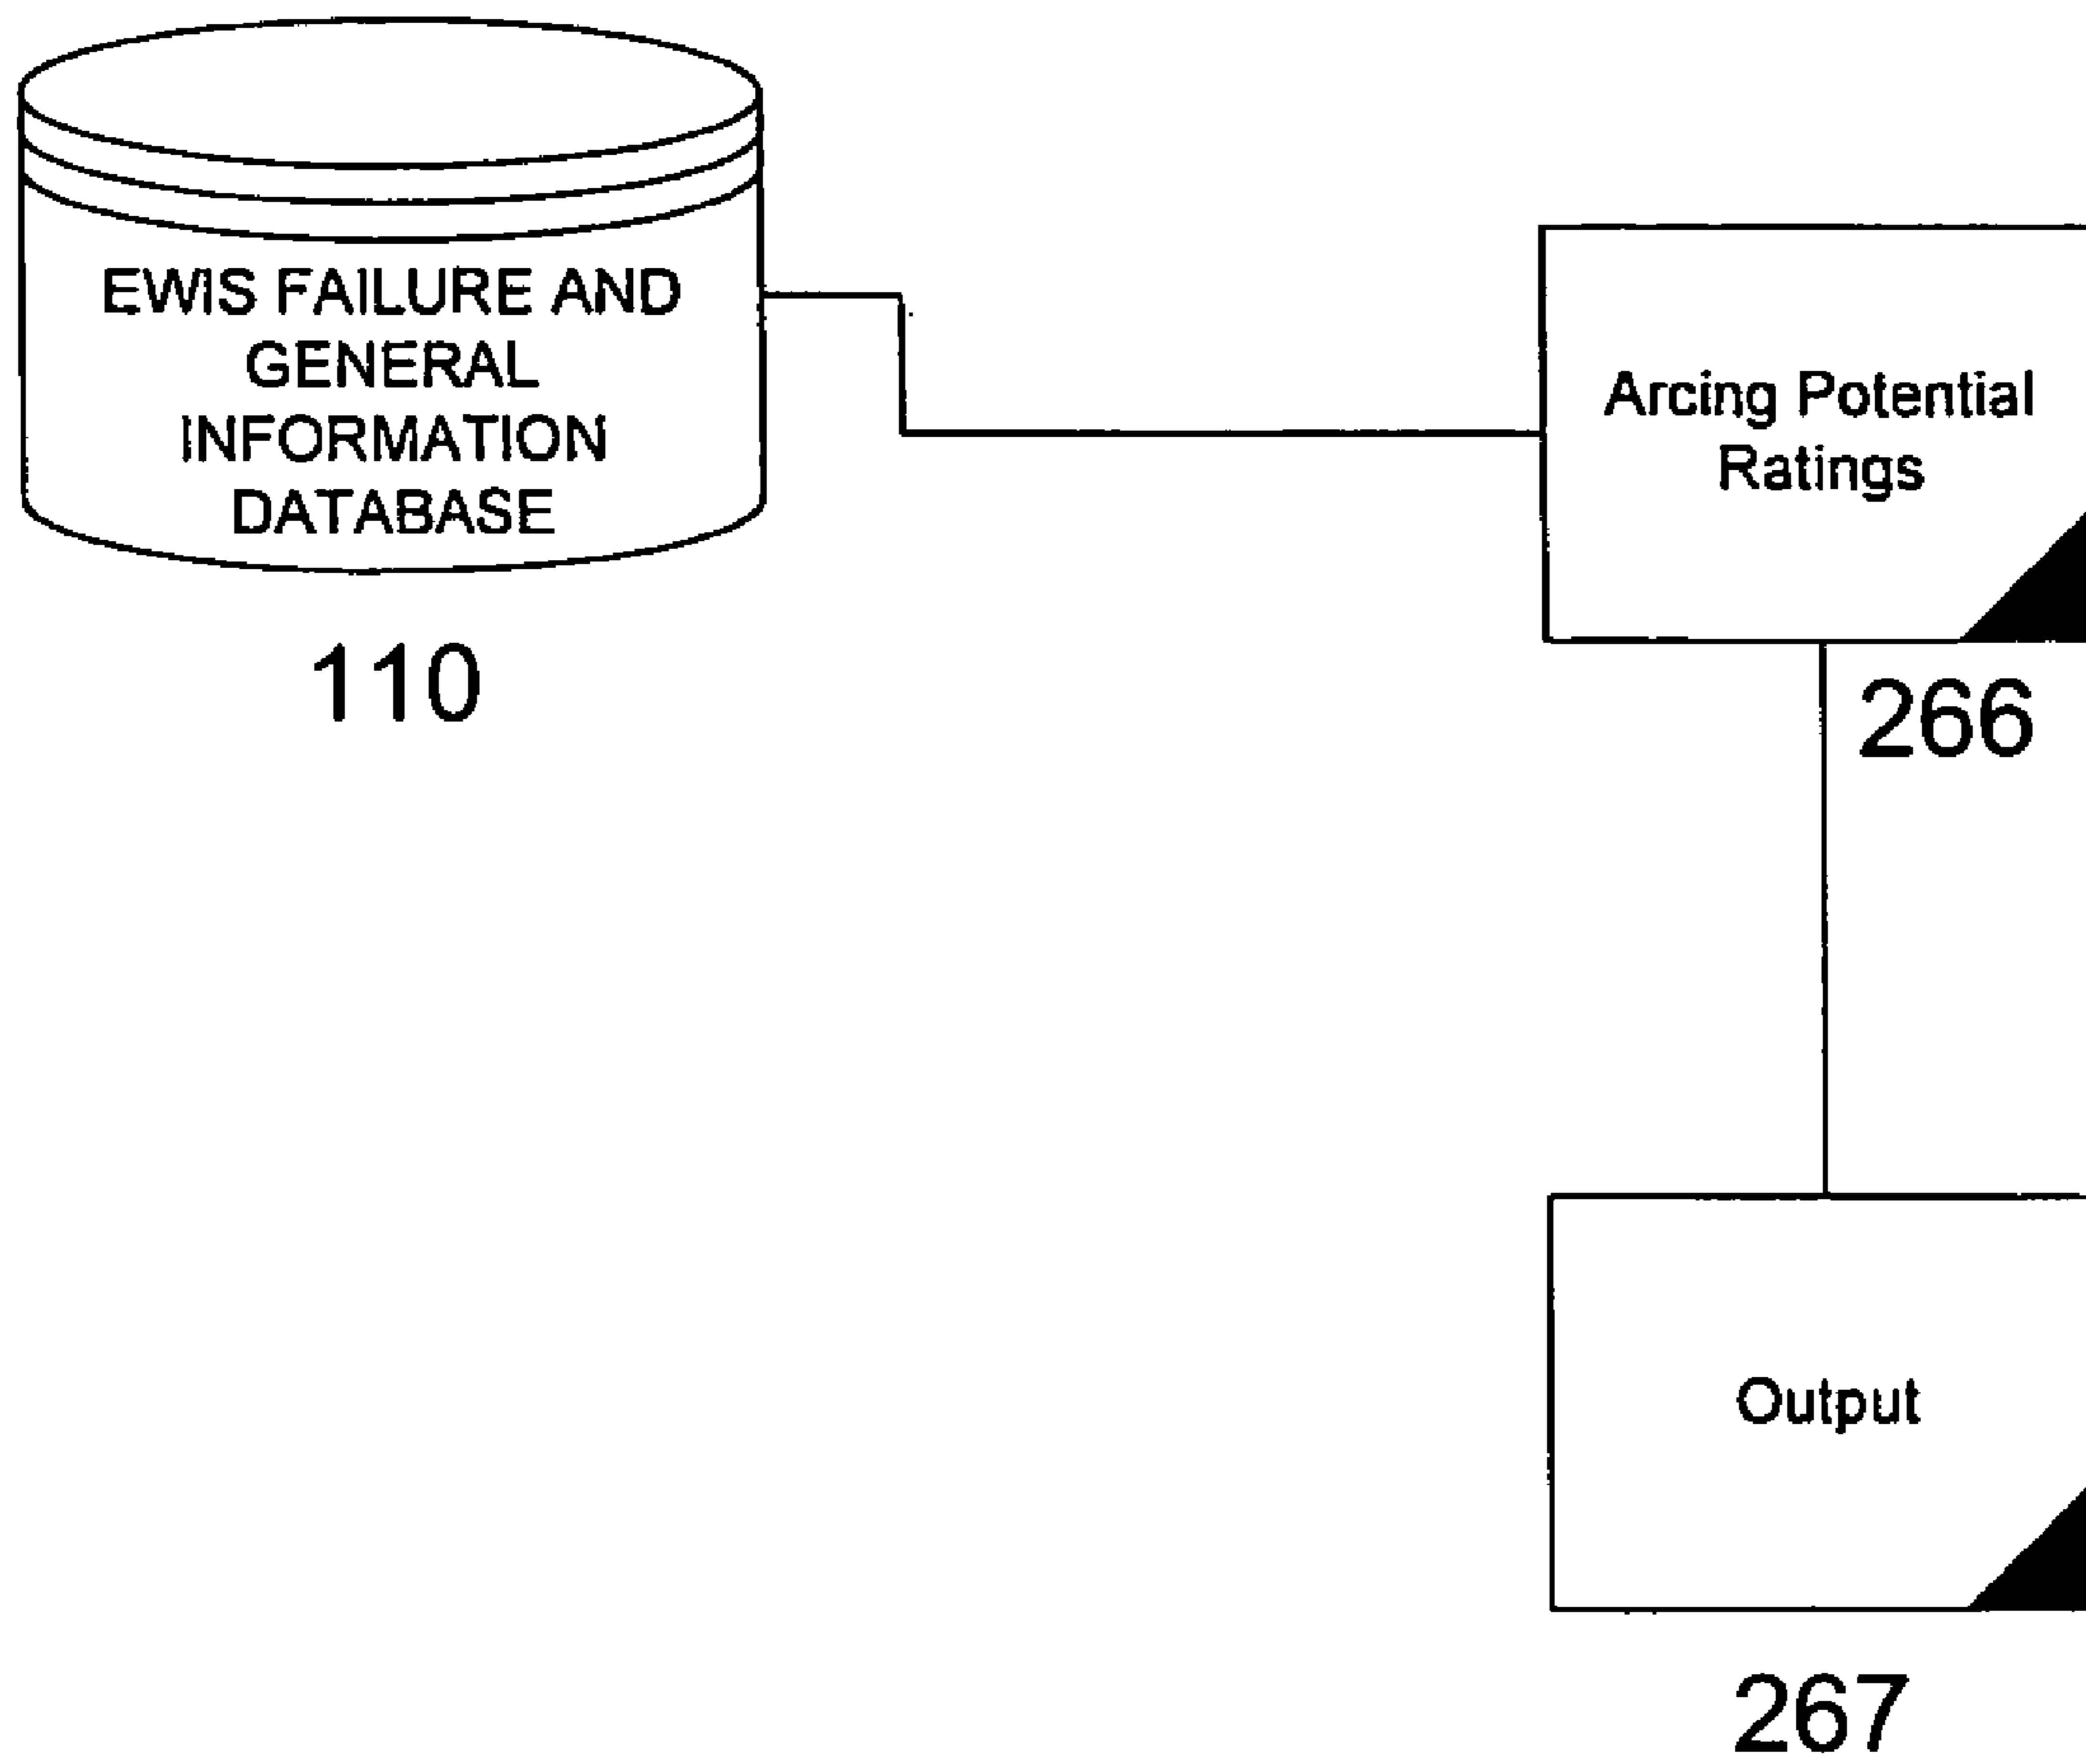 EWIS FAILURE AND
GENERAL
INFORMATION
DATABASE
110
Arcing Potential
Ratings
266
Output
267